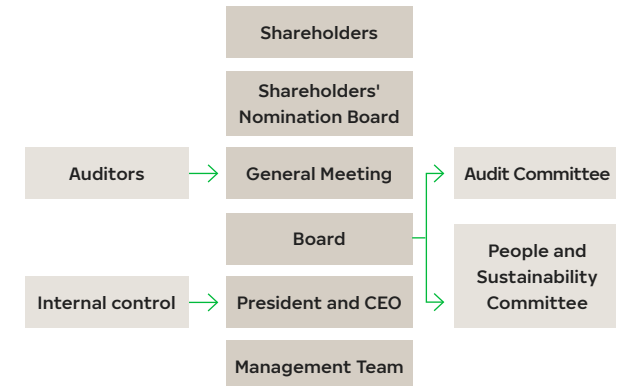 Shareholders
Shareholders'
Nomination Board
Auditors
General Meeting
Audit Committee
Board
People and
Sustainability
Committee
Internal control
President and CEO
Management Team